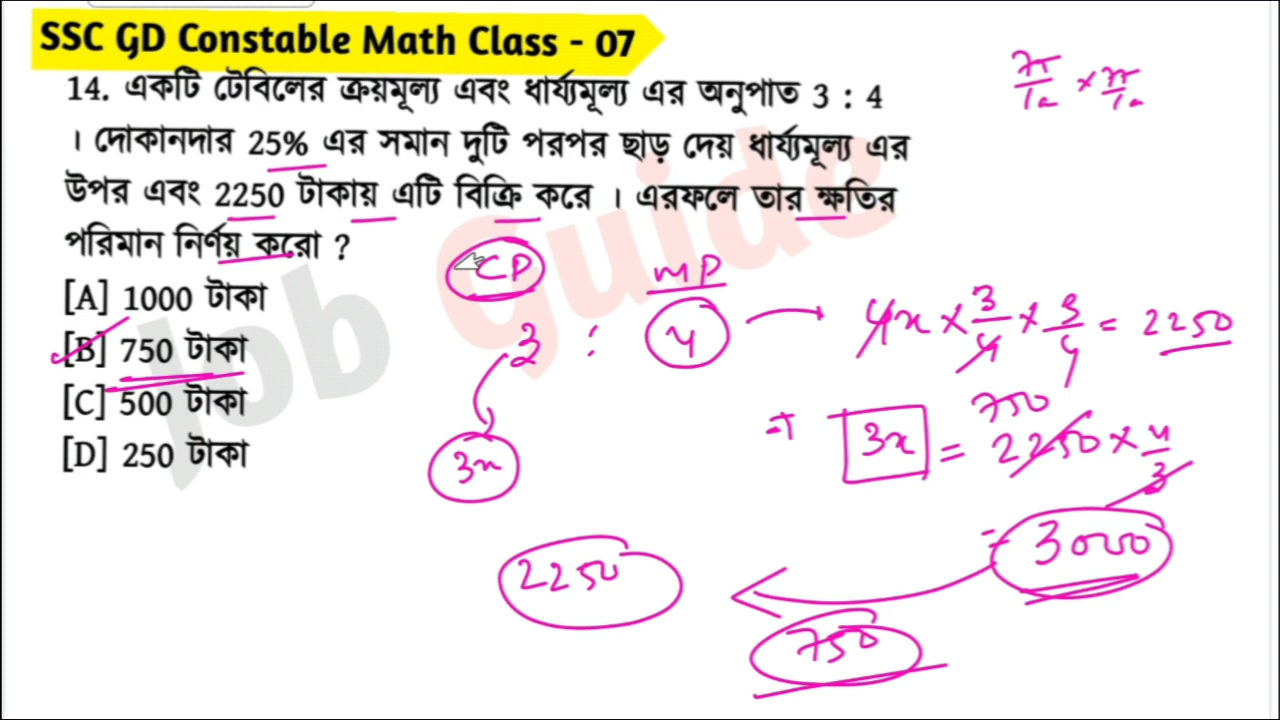 SSC GD Constable Math Class - 07
14. একটি টেবিলের ক্রয়মূল্য এবং ধার্য্যমূল্য এর অনুপাত 3 : 4
। দোকানদার 25% এর সমান দুটি পরপর ছাড় দেয় ধার্য্যমূল্য এর
উপর এবং 2250 টাকায় এটি বিক্রি করে । এরফলে তার ক্ষতির
পরিমান নির্ণয় করো ?
[A] 1000 টাকা
[B] 750 টাকা
[C] 500 টাকা
[D] 250 টাকা
Job Guide
CP MP
3 : 4
4x × 3/4 × 3/4 = 2250
750
⇒ 3x = 2250 × 4/3
3x
= 3000
2250
750